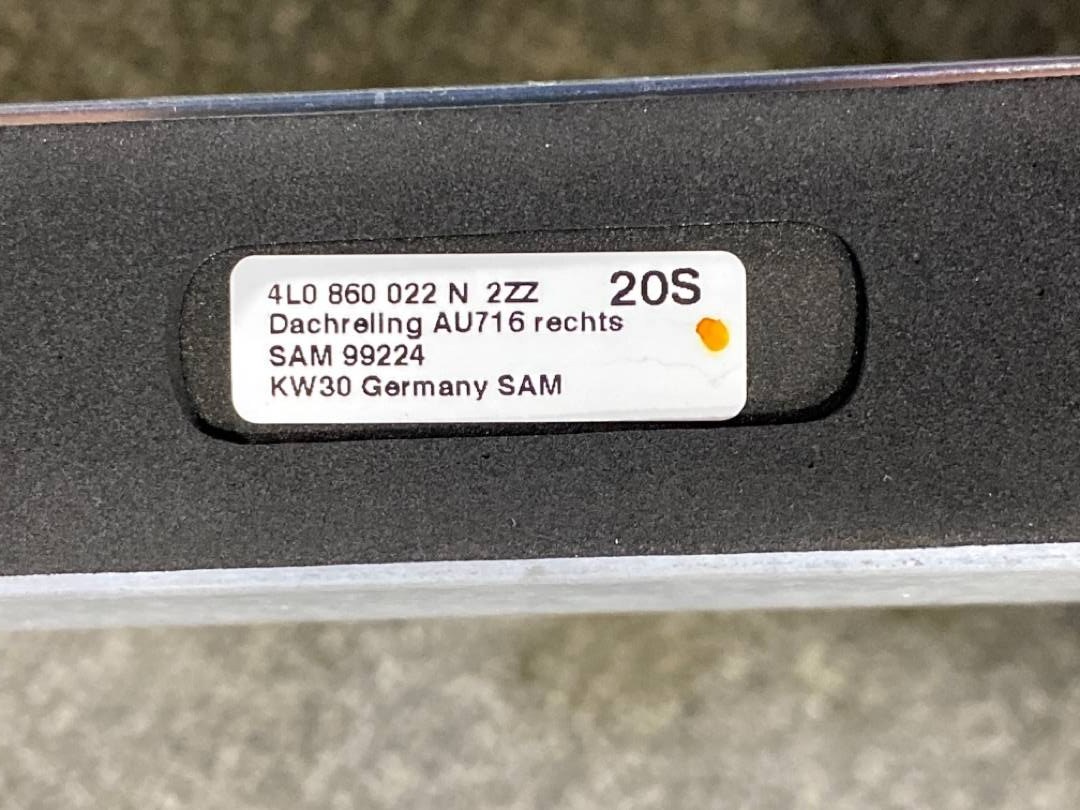 4L0 860 022 N 2ZZ 20S
Dachreling AU716 rechts
SAM 99224
KW30 Germany SAM